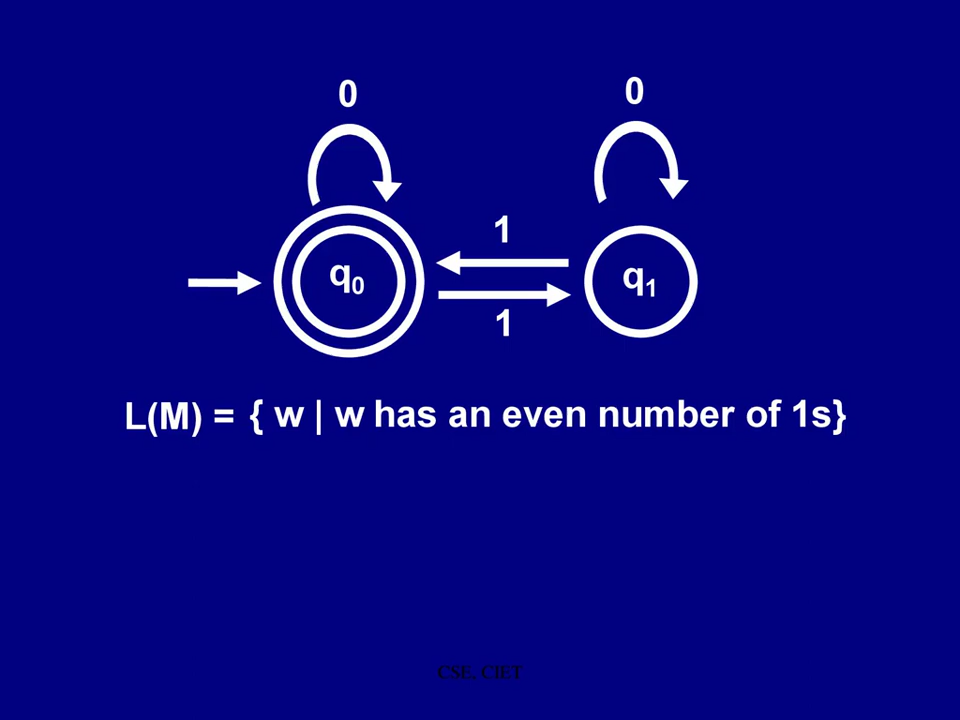 0 0
1
q0 q1
1
L(M) = { w | w has an even number of 1s}
CSE, CIET